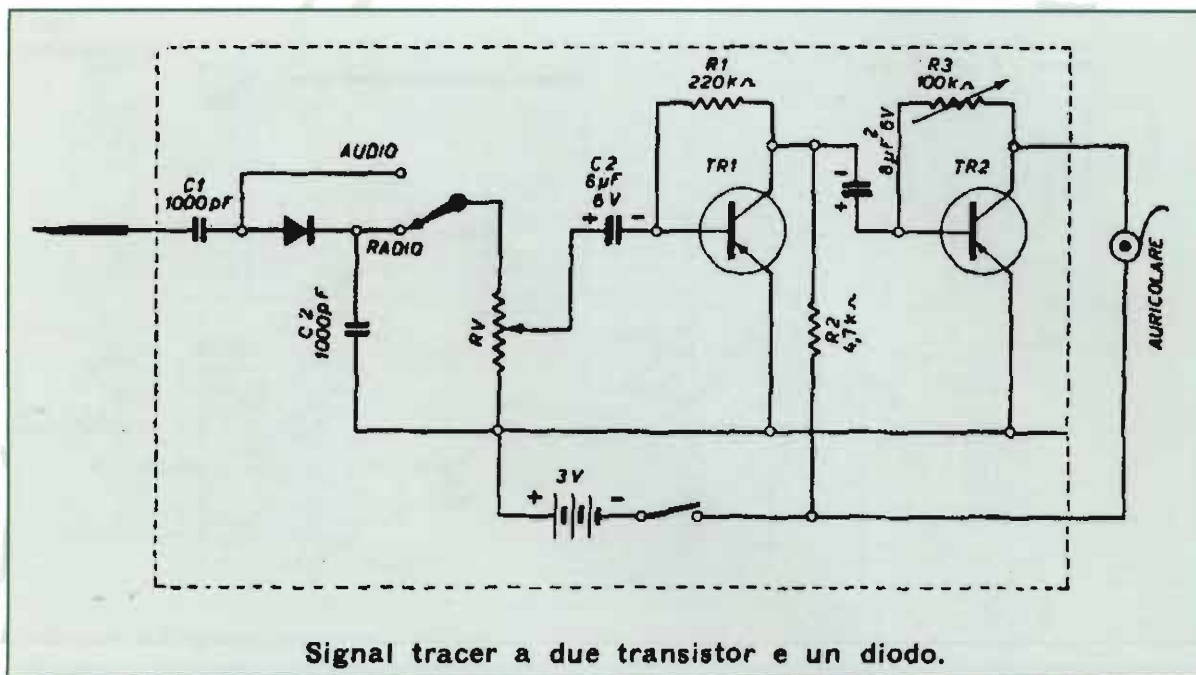 R1
220kΩ
R3
100kΩ
AUDIO
C1
1000pF
RADIO
C2
1000pF
RV
C2
6µF
6V
+ -
TR1
8µF 6V
2
-
+
TR2
R2
4,7kΩ
AURICOLARE
3V
+ -
Signal tracer a due transistor e un diodo.